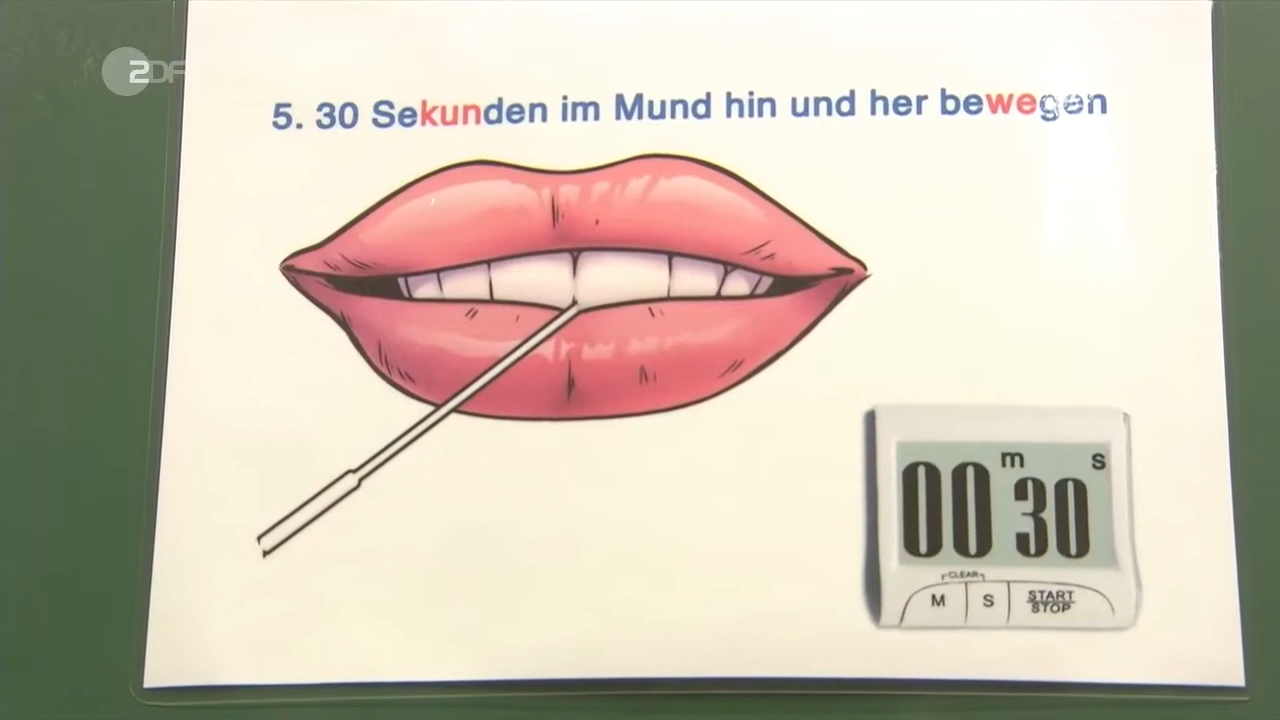 ZDF
5. 30 Sekunden im Mund hin und her bewegen
m s
00 30
CLEAR
M S START
STOP